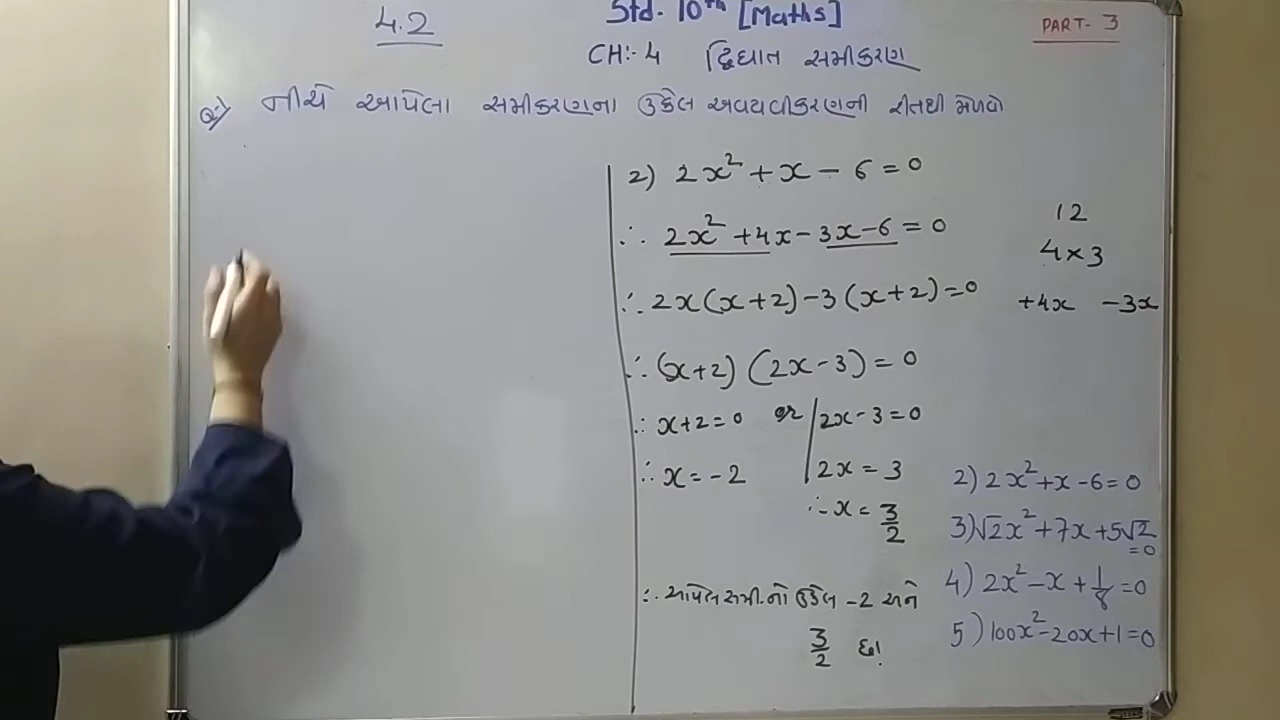 4.2
Std. 10th [Maths]
PART- 3
CH:- 4 દ્વિઘાત સમીકરણ
Q:) નીચે આપેલા સમીકરણના ઉકેલ અવયવીકરણની રીતથી મેળવો
2) 2x² + x - 6 = 0
∴ 2x² + 4x - 3x - 6 = 0
∴ 2x(x+2) - 3(x+2) = 0
∴ (x+2) (2x-3) = 0
∴ x+2 = 0 or 2x-3 = 0
∴ x = -2 2x = 3
∴ x = 3/2
∴ આપેલ સમી.નો ઉકેલ -2 અને
3/2 છે.
12
4 × 3
+4x -3x
2) 2x² + x - 6 = 0
3) √2x² + 7x + 5√2
= 0
4) 2x² - x + 1/8 = 0
5) 100x² - 20x + 1 = 0